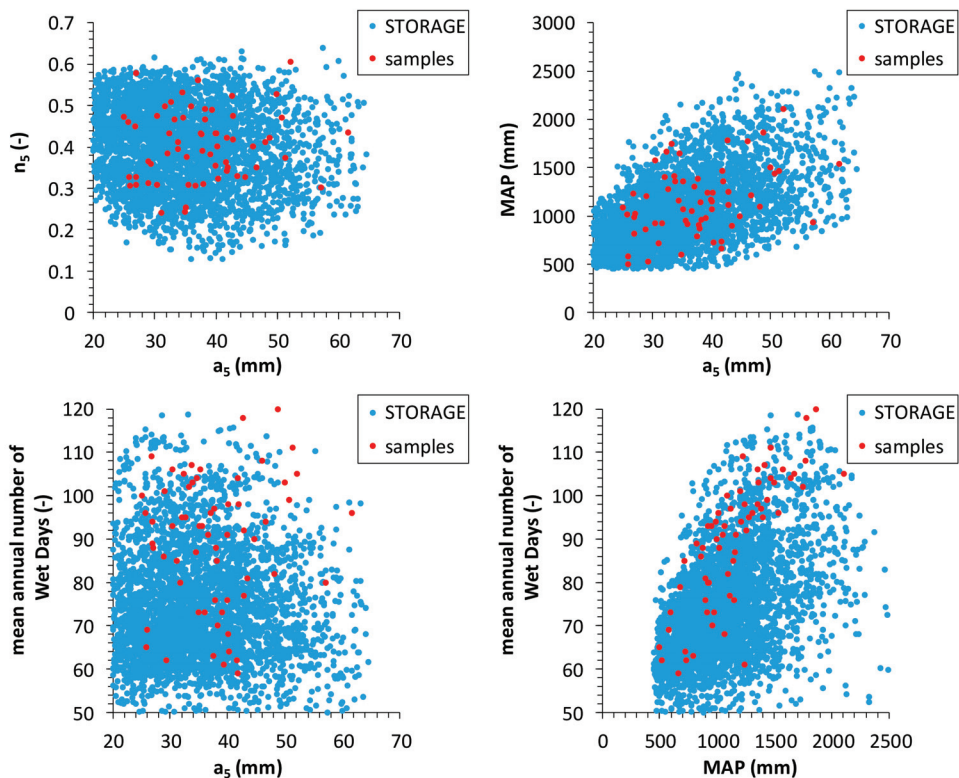 0.7
0.6
0.5
0.4
0.3
0.2
0.1
0
n5 (-)
20 30 40 50 60 70
a5 (mm)
STORAGE
samples
3000
2500
2000
1500
1000
500
0
MAP (mm)
20 30 40 50 60 70
a5 (mm)
STORAGE
samples
120
110
100
90
80
70
60
50
mean annual number of
Wet Days (-)
20 30 40 50 60 70
a5 (mm)
STORAGE
samples
120
110
100
90
80
70
60
50
mean annual number of
Wet Days (-)
0 500 1000 1500 2000 2500
MAP (mm)
STORAGE
samples